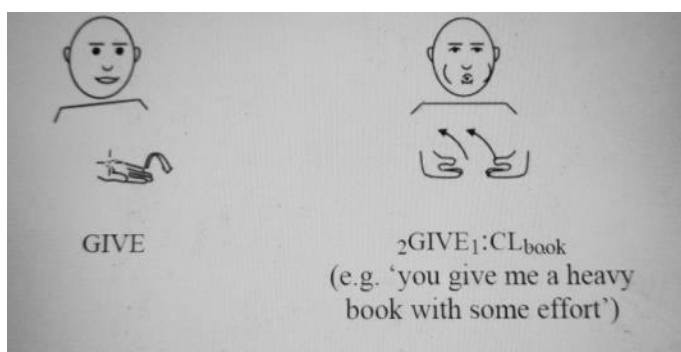 GIVE
₂GIVE₁:CLbook
(e.g. ‘you give me a heavy
book with some effort’)